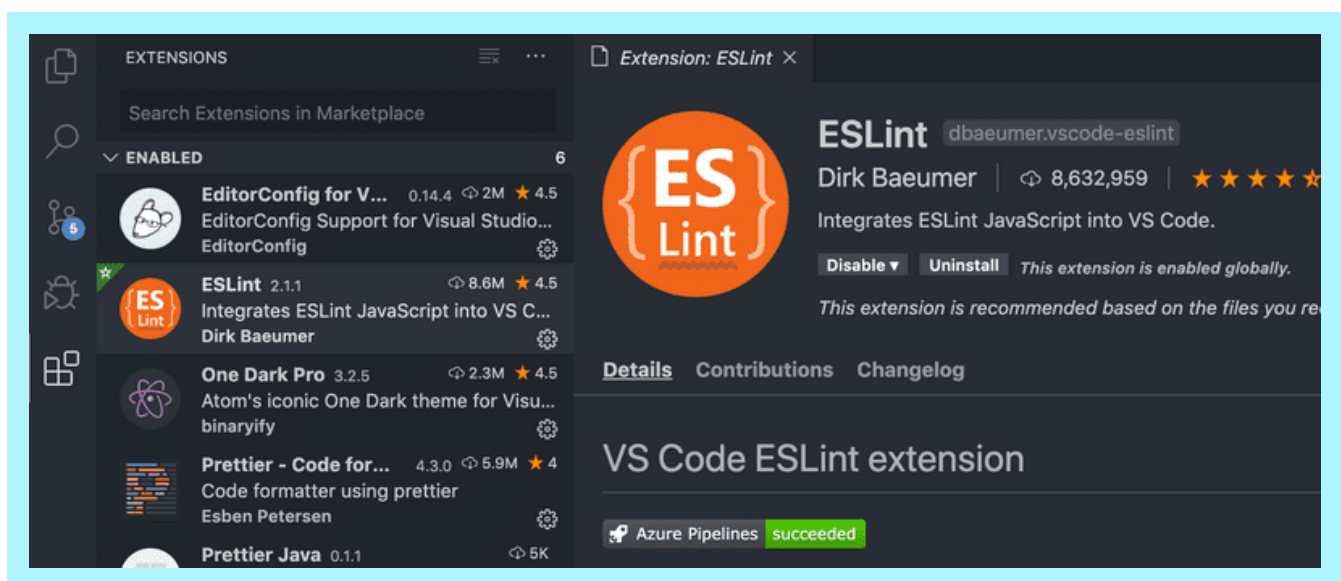 EXTENSIONS
Search Extensions in Marketplace
ENABLED 6
EditorConfig for V... 0.14.4 2M ★ 4.5
EditorConfig Support for Visual Studio...
EditorConfig
ES
Lint
ESLint 2.1.1 8.6M ★ 4.5
Integrates ESLint JavaScript into VS C...
Dirk Baeumer
One Dark Pro 3.2.5 2.3M ★ 4.5
Atom's iconic One Dark theme for Visu...
binaryify
Prettier - Code for... 4.3.0 5.9M ★ 4
Code formatter using prettier
Esben Petersen
Prettier Java 0.1.1 5K
5
Extension: ESLint ×
{ES
Lint}
ESLint dbaeumer.vscode-eslint
Dirk Baeumer | 8,632,959 | ★ ★ ★ ★
Integrates ESLint JavaScript into VS Code.
Disable ▾ Uninstall This extension is enabled globally.
This extension is recommended based on the files you re
Details Contributions Changelog
VS Code ESLint extension
Azure Pipelines succeeded